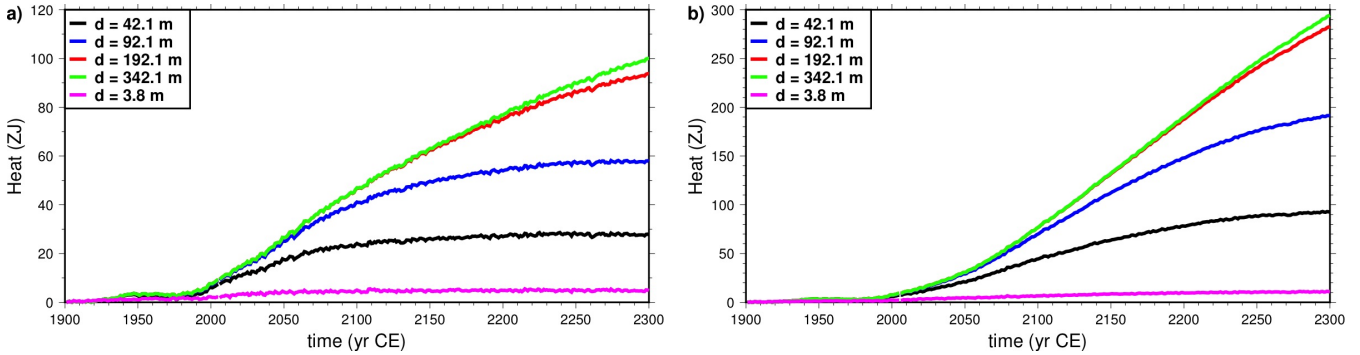 a)
d = 42.1 m
d = 92.1 m
d = 192.1 m
d = 342.1 m
d = 3.8 m
Heat (ZJ)
120
100
80
60
40
20
0
1900 1950 2000 2050 2100 2150 2200 2250 2300
time (yr CE)
b)
d = 42.1 m
d = 92.1 m
d = 192.1 m
d = 342.1 m
d = 3.8 m
Heat (ZJ)
300
250
200
150
100
50
0
1900 1950 2000 2050 2100 2150 2200 2250 2300
time (yr CE)